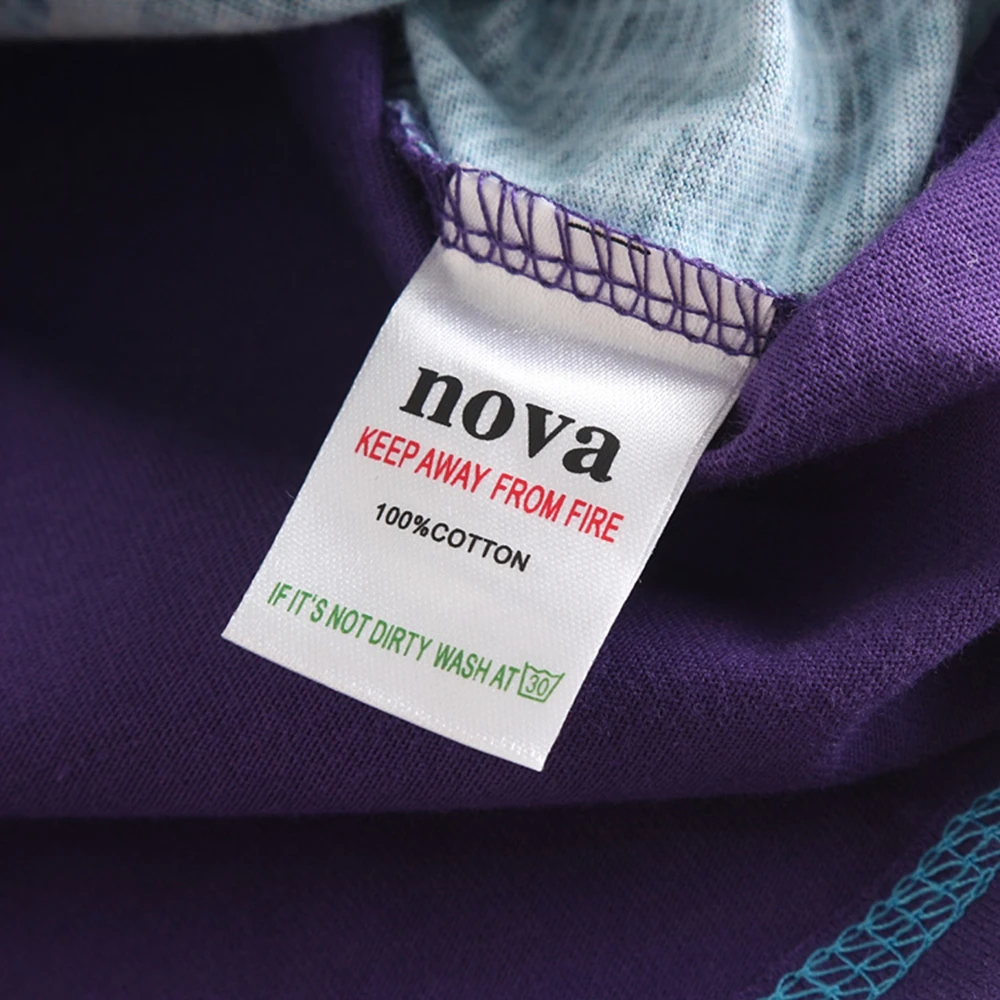 nova
KEEP AWAY FROM FIRE
100%COTTON
IF IT'S NOT DIRTY WASH AT 30